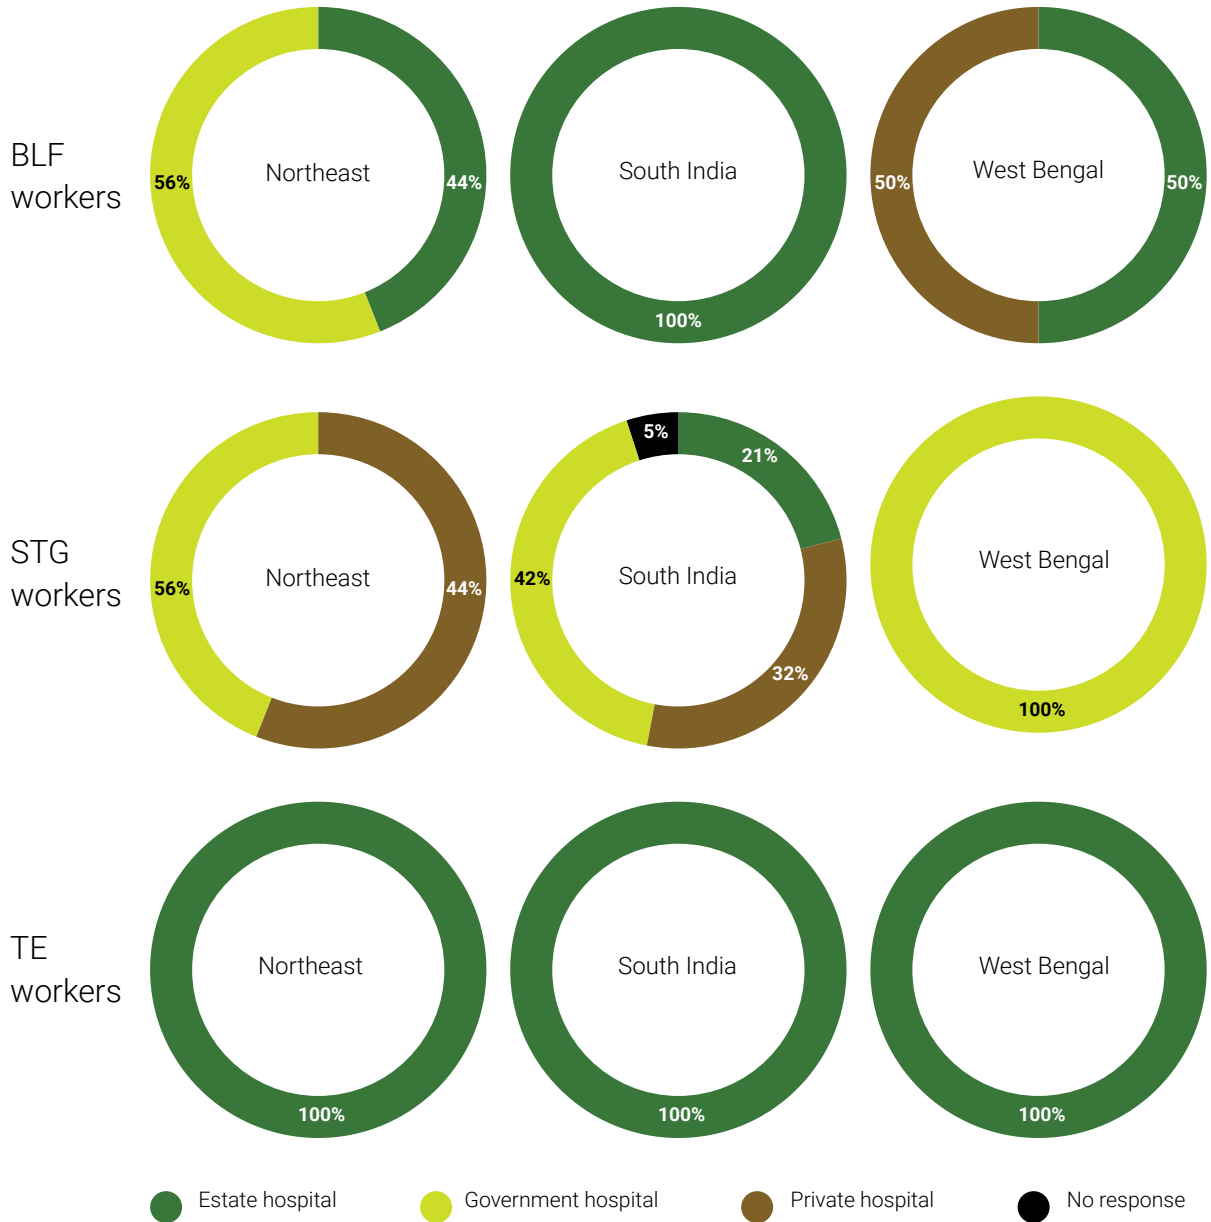 BLF
workers
Northeast
56%
44%
South India
100%
West Bengal
50%
50%
STG
workers
Northeast
56%
44%
South India
5%
21%
42%
32%
West Bengal
100%
TE
workers
Northeast
100%
South India
100%
West Bengal
100%
Estate hospital
Government hospital
Private hospital
No response